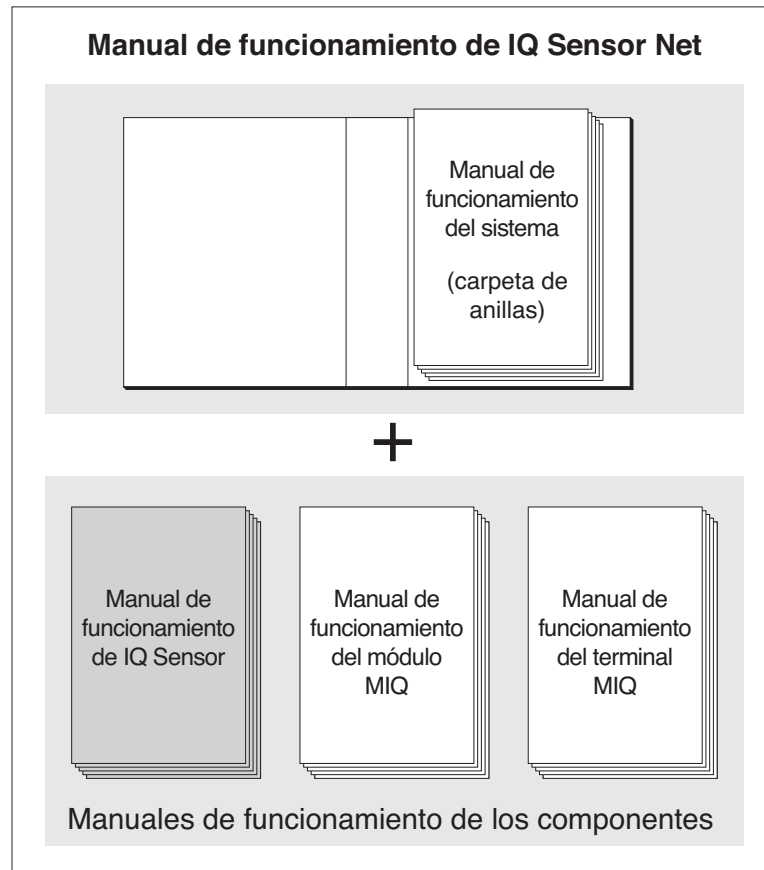 Manual de funcionamiento de IQ Sensor Net
Manual de
funcionamiento
del sistema
(carpeta de
anillas)
+
Manual de
funcionamiento
de IQ Sensor
Manual de
funcionamiento
del módulo
MIQ
Manual de
funcionamiento
del terminal
MIQ
Manuales de funcionamiento de los componentes